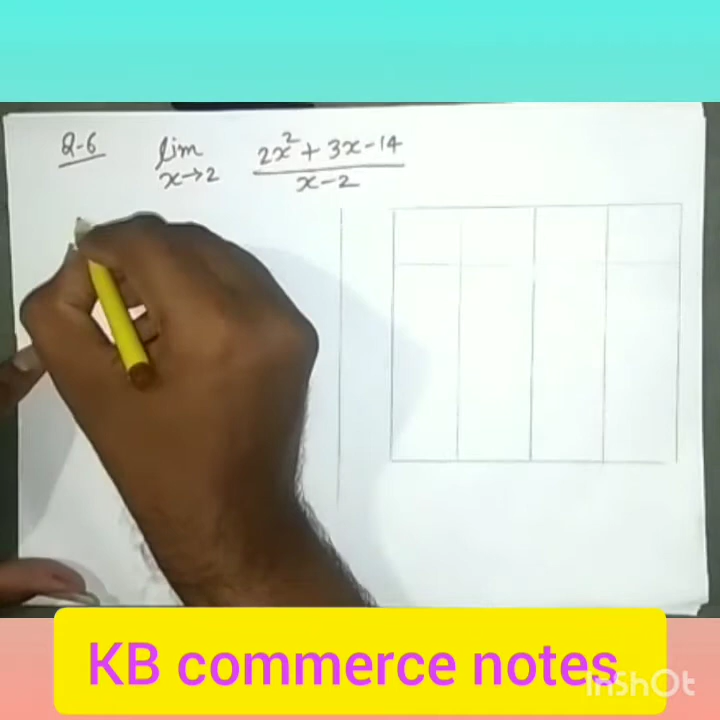 Q-6 lim x→2 2x²+3x-14 / x-2
KB commerce notes
InShOt